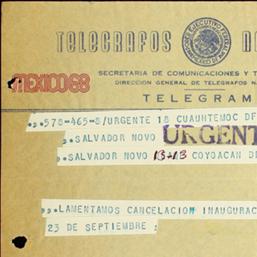 TELEGRAFOS
MEXICO68
SECRETARIA DE COMUNICACIONES Y T
DIRECCION GENERAL DE TELEGRAFOS N
TELEGRAM
578-465-8/URGENTE 18 CUAUHTEMOC DF
URGENT
SALVADOR NOVO
SALVADOR NOVO 13-13 COYOACAN D
LAMENTAMOS CANCELACION INAUGURAC
23 DE SEPTIEMBRE